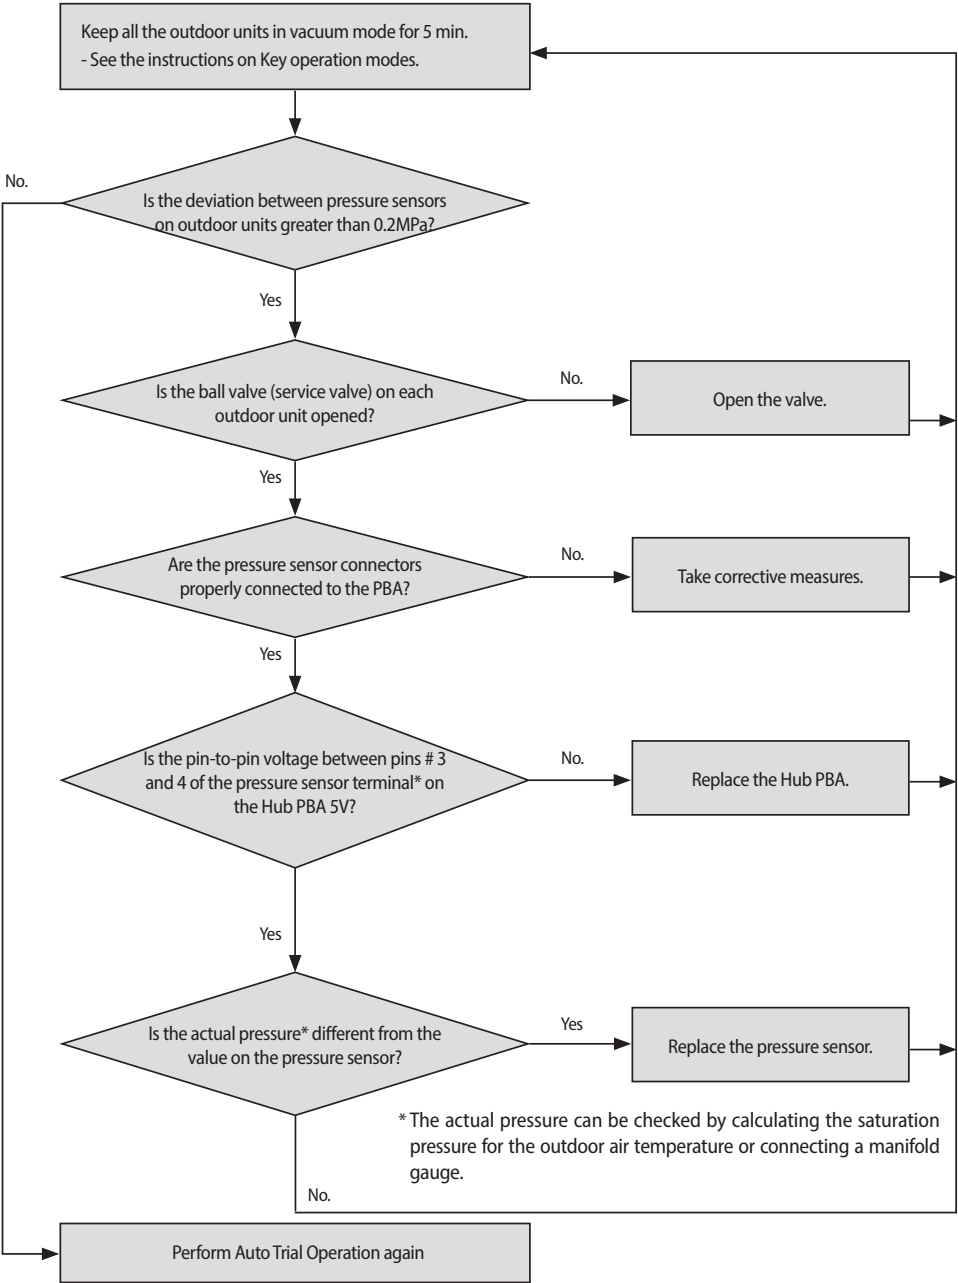 Keep all the outdoor units in vacuum mode for 5 min.
- See the instructions on Key operation modes.
No.
Is the deviation between pressure sensors
on outdoor units greater than 0.2MPa?
Yes
Is the ball valve (service valve) on each
outdoor unit opened?
No.
Open the valve.
Yes
Are the pressure sensor connectors
properly connected to the PBA?
No.
Take corrective measures.
Yes
Is the pin-to-pin voltage between pins # 3
and 4 of the pressure sensor terminal* on
the Hub PBA 5V?
No.
Replace the Hub PBA.
Yes
Is the actual pressure* different from the
value on the pressure sensor?
Yes
Replace the pressure sensor.
* The actual pressure can be checked by calculating the saturation
pressure for the outdoor air temperature or connecting a manifold
gauge.
No.
Perform Auto Trial Operation again